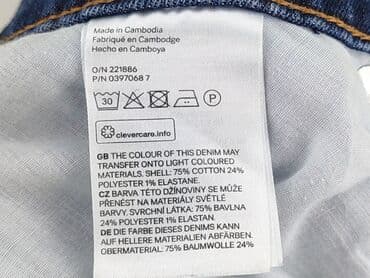 Made in Cambodia
Fabriqué en Cambodge
Hecho en Camboya
O/N 221886
P/N 0397068 7
30
P
clevercare.info
GB THE COLOUR OF THIS DENIM MAY
TRANSFER ONTO LIGHT COLOURED
MATERIALS. SHELL: 75% COTTON 24%
POLYESTER 1% ELASTANE.
CZ BARVA TÉTO DŽÍNOVINY SE MŮŽE
PŘENÉST NA MATERIÁLY SVĚTLÉ
BARVY. SVRCHNÍ LÁTKA: 75% BAVLNA
24% POLYESTER 1% ELASTAN.
DE DIE FARBE DIESES DENIMS KANN
AUF HELLERE MATERIALIEN ABFÄRBEN.
OBERMATERIAL: 75% BAUMWOLLE 24%